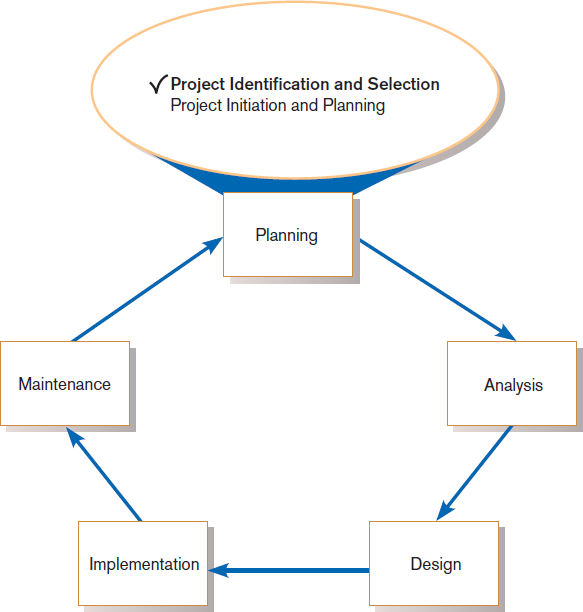 Project Identification and Selection
Project Initiation and Planning
Planning
Maintenance
Analysis
Implementation
Design